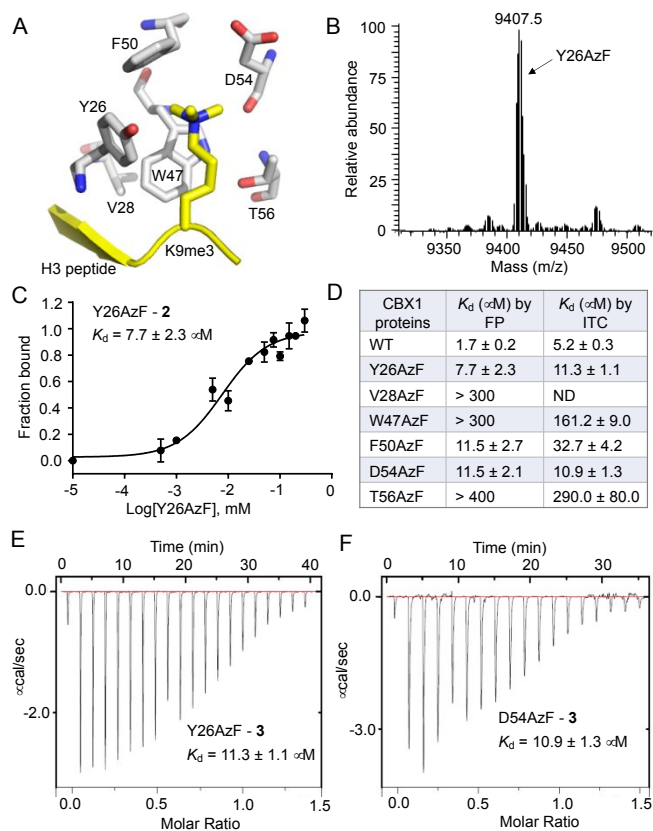 A
F50
D54
Y26
W47
V28
T56
K9me3
H3 peptide
B
9407.5
Y26AzF
100
75
50
25
0
Relative abundance
9350 9400 9450 9500
Mass (m/z)
C
Y26AzF - 2
Kd = 7.7 ± 2.3 ∝M
1.2
1.0
0.8
0.6
0.4
0.2
0.0
Fraction bound
-5 -4 -3 -2 -1 0
Log[Y26AzF], mM
D
CBX1 proteins Kd (∝M) by FP Kd (∝M) by ITC
WT 1.7 ± 0.2 5.2 ± 0.3
Y26AzF 7.7 ± 2.3 11.3 ± 1.1
V28AzF > 300 ND
W47AzF > 300 161.2 ± 9.0
F50AzF 11.5 ± 2.7 32.7 ± 4.2
D54AzF 11.5 ± 2.1 10.9 ± 1.3
T56AzF > 400 290.0 ± 80.0
E
Time (min)
0 10 20 30 40
0.0
-2.0
∝cal/sec
Y26AzF - 3
Kd = 11.3 ± 1.1 ∝M
0.0 0.5 1.0 1.5
Molar Ratio
F
Time (min)
0 10 20 30
0.0
-3.0
∝cal/sec
D54AzF - 3
Kd = 10.9 ± 1.3 ∝M
0.0 0.5 1.0 1.5
Molar Ratio